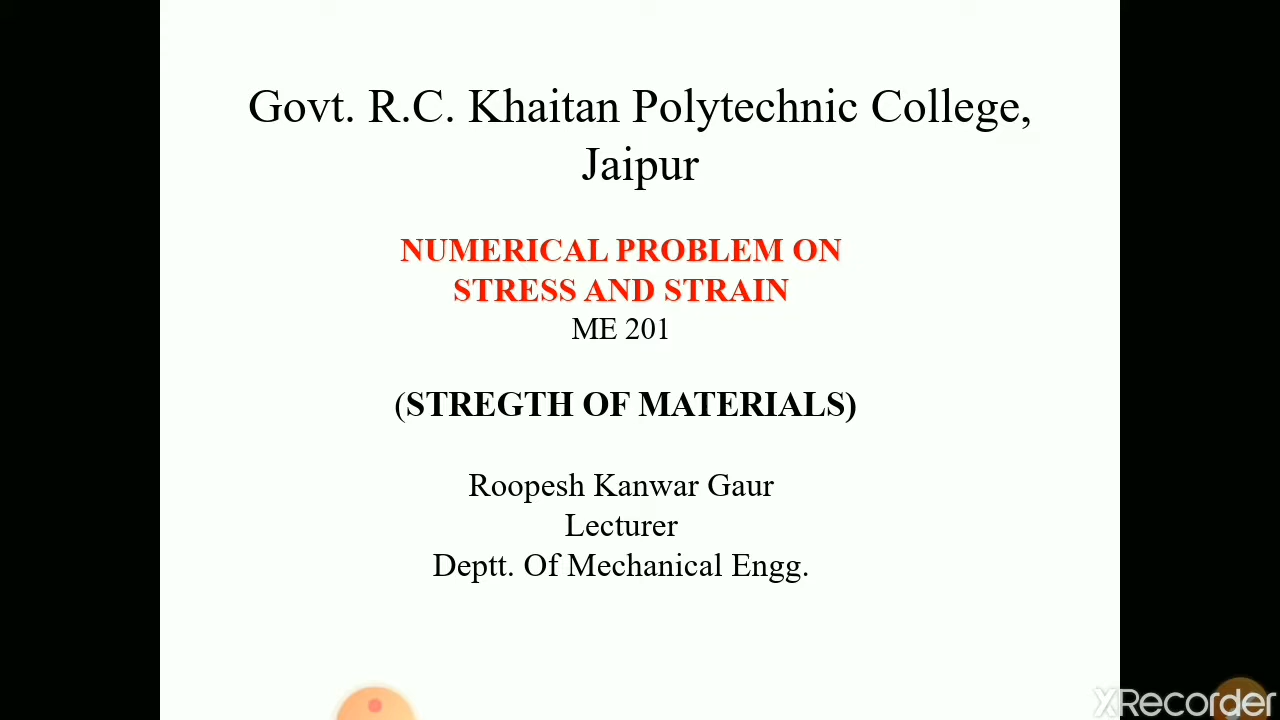 Govt. R.C. Khaitan Polytechnic College,
Jaipur
NUMERICAL PROBLEM ON
STRESS AND STRAIN
ME 201
(STREGTH OF MATERIALS)
Roopesh Kanwar Gaur
Lecturer
Deptt. Of Mechanical Engg.
XRecorder